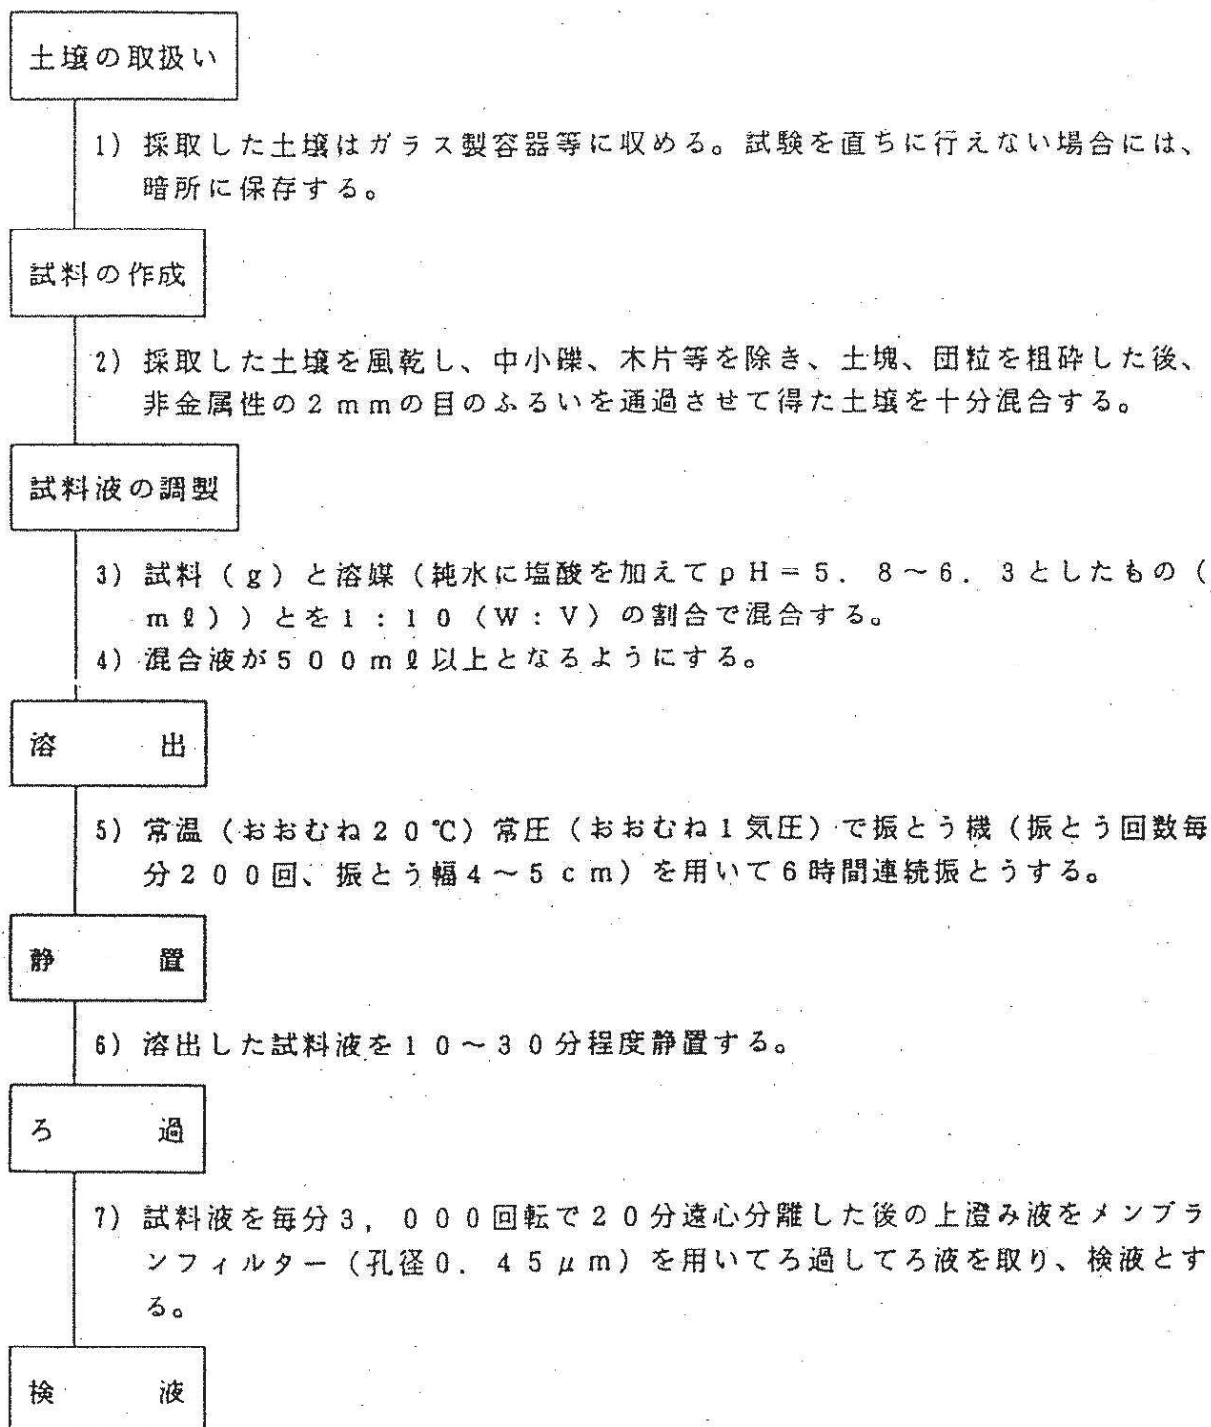 土壌の取扱い
1) 採取した土壌はガラス製容器等に収める。試験を直ちに行えない場合には、
暗所に保存する。
試料の作成
2) 採取した土壌を風乾し、中小礫、木片等を除き、土塊、団粒を粗砕した後、
非金属性の2mmの目のふるいを通過させて得た土壌を十分混合する。
試料液の調製
3) 試料(g)と溶媒(純水に塩酸を加えてpH=5.8~6.3としたもの(
mℓ))とを1:10(W:V)の割合で混合する。
4) 混合液が500mℓ以上となるようにする。
溶 出
5) 常温(おおむね20℃)常圧(おおむね1気圧)で振とう機(振とう回数毎
分200回、振とう幅4~5cm)を用いて6時間連続振とうする。
静 置
6) 溶出した試料液を10~30分程度静置する。
ろ 過
7) 試料液を毎分3,000回転で20分遠心分離した後の上澄み液をメンブラ
ンフィルター(孔径0.45μm)を用いてろ過してろ液を取り、検液とす
る。
検 液